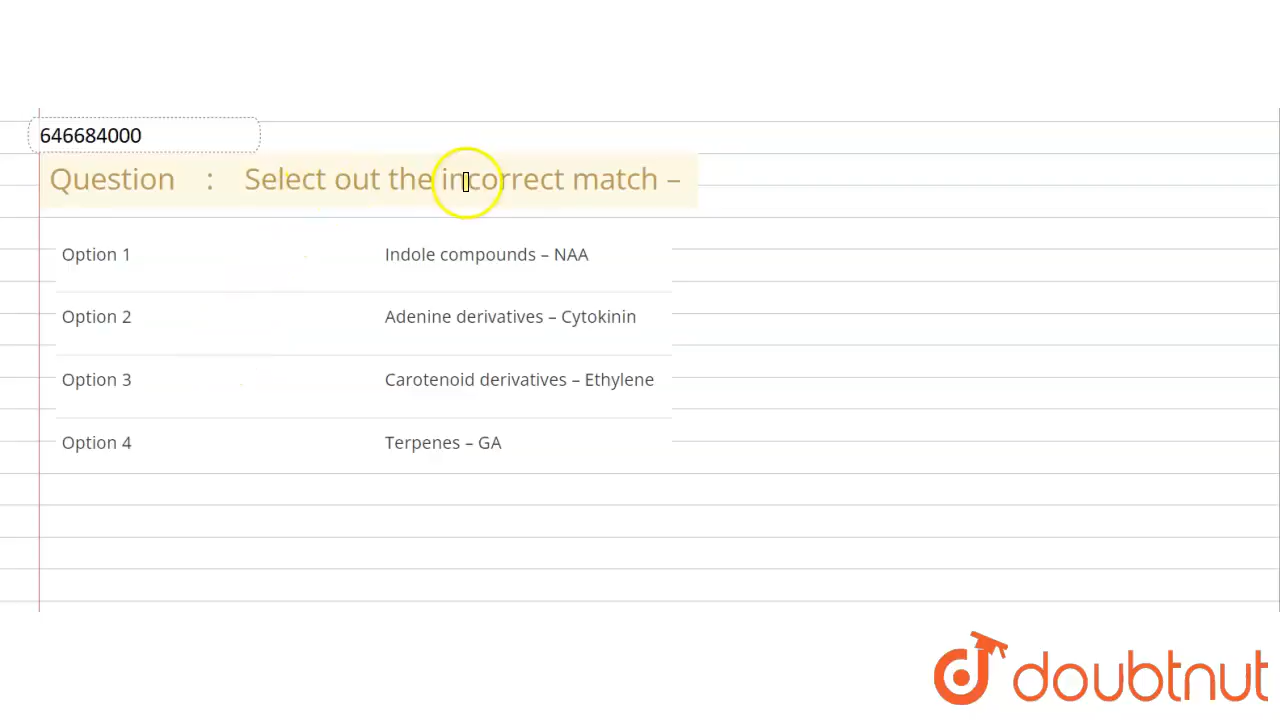 646684000
Question : Select out the incorrect match –
Option 1 Indole compounds – NAA
Option 2 Adenine derivatives – Cytokinin
Option 3 Carotenoid derivatives – Ethylene
Option 4 Terpenes – GA
doubtnut